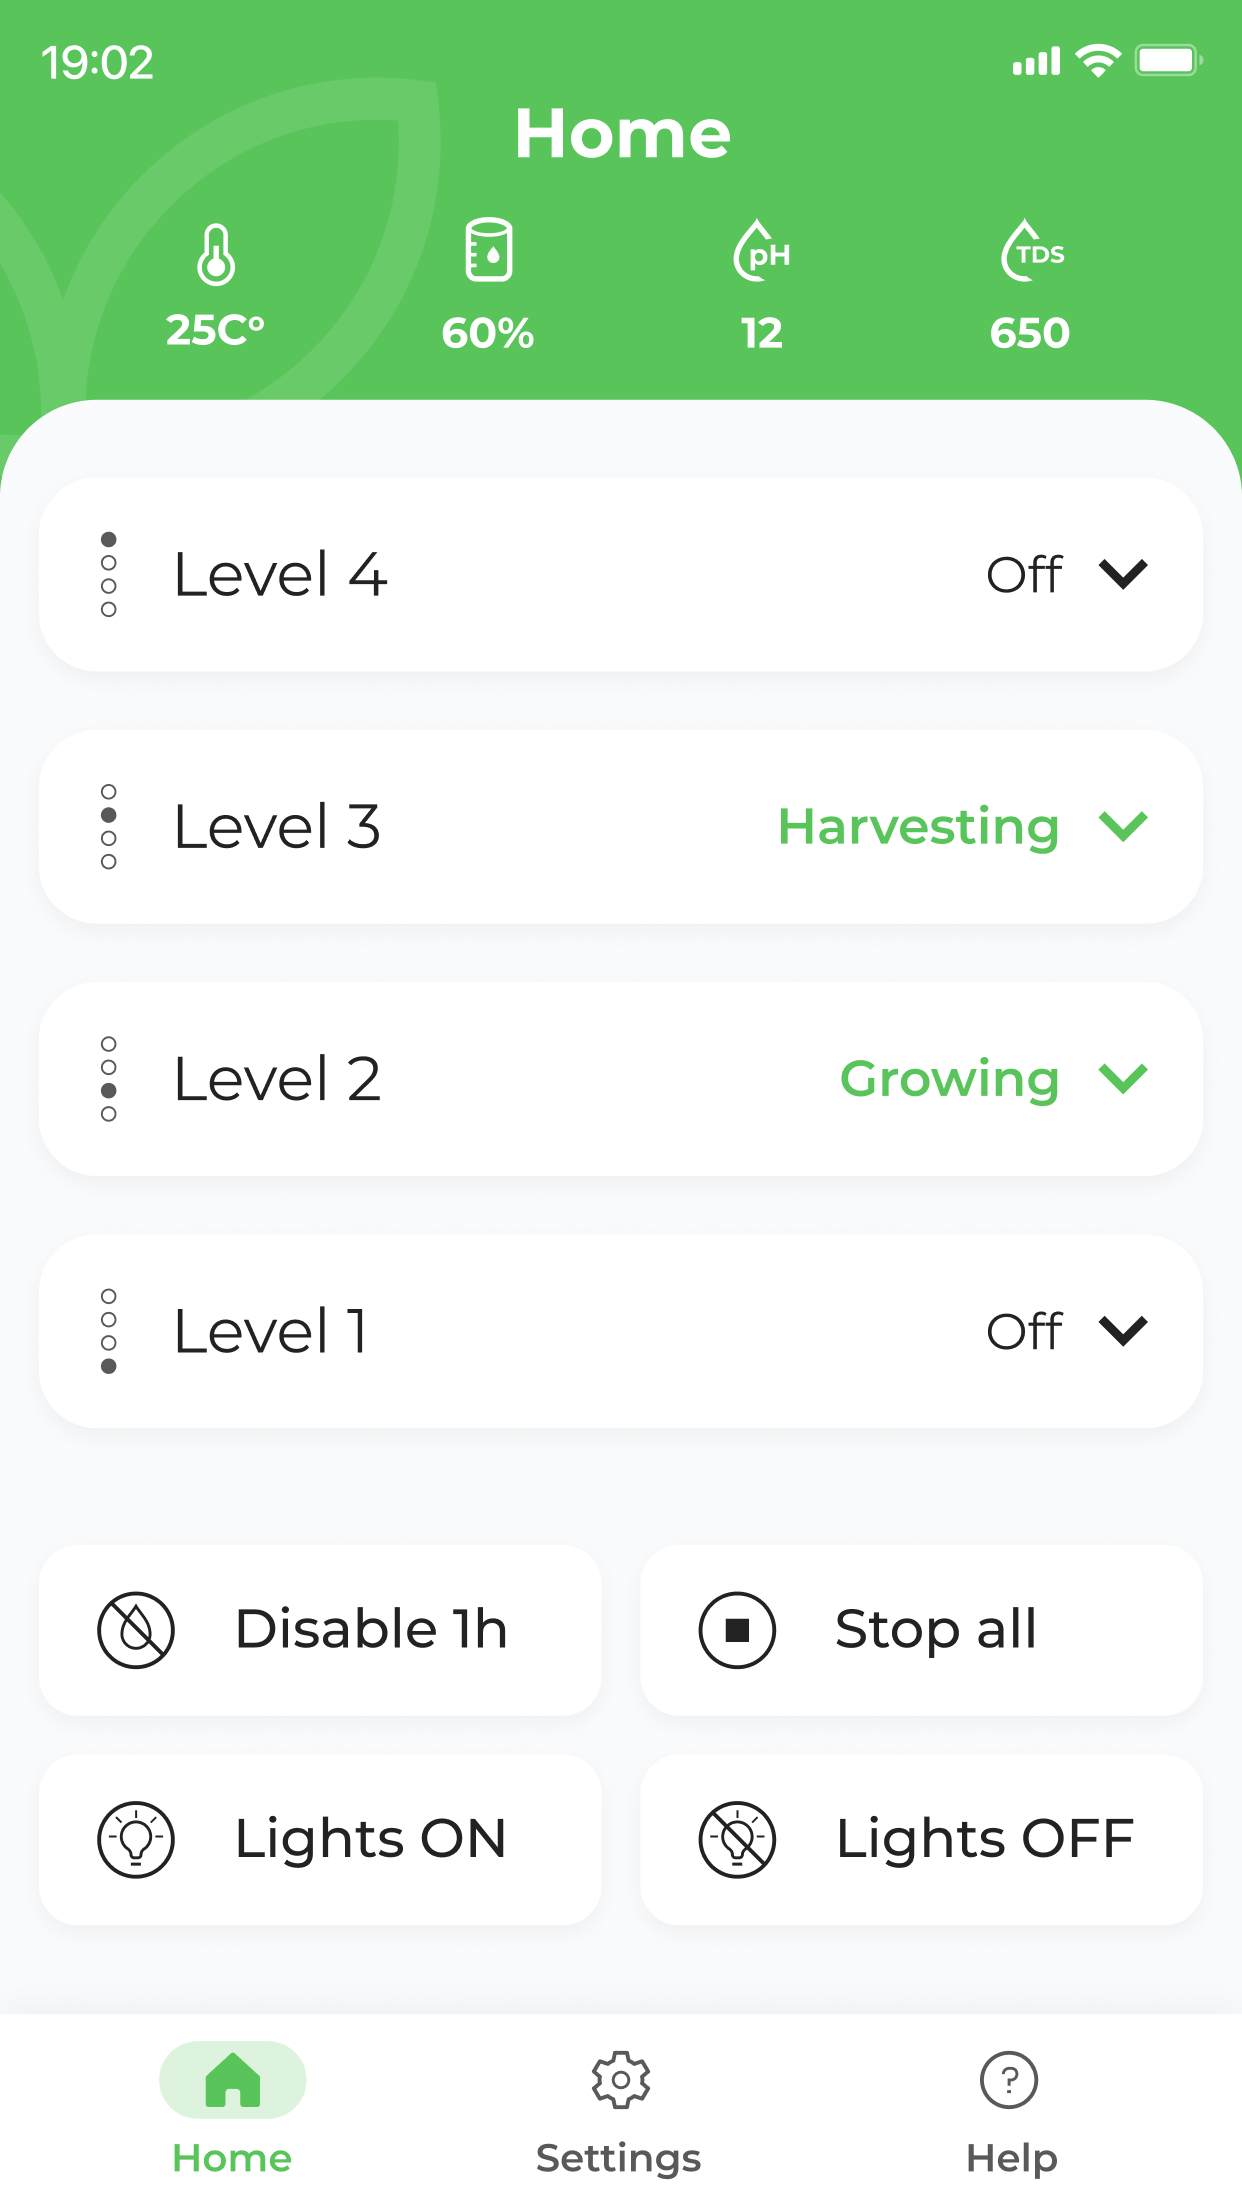 19:02
Home
pH
TDS
25Cº
60%
12
650
Level 4
Off
Level 3
Harvesting
Level 2
Growing
Level 1
Off
Disable 1h
Stop all
Lights ON
Lights OFF
?
Home
Settings
Help